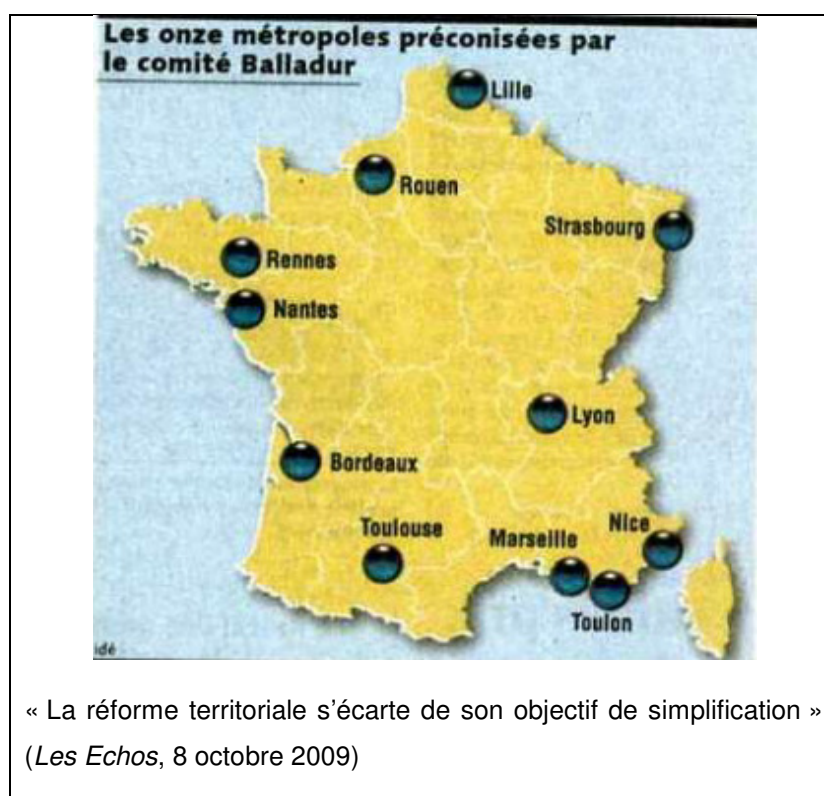 Les onze métropoles préconisées par
le comité Balladur
Lille
Rouen
Strasbourg
Rennes
Nantes
Lyon
Bordeaux
Toulouse
Marseille
Nice
Toulon
idé
« La réforme territoriale s’écarte de son objectif de simplification »
(Les Echos, 8 octobre 2009)